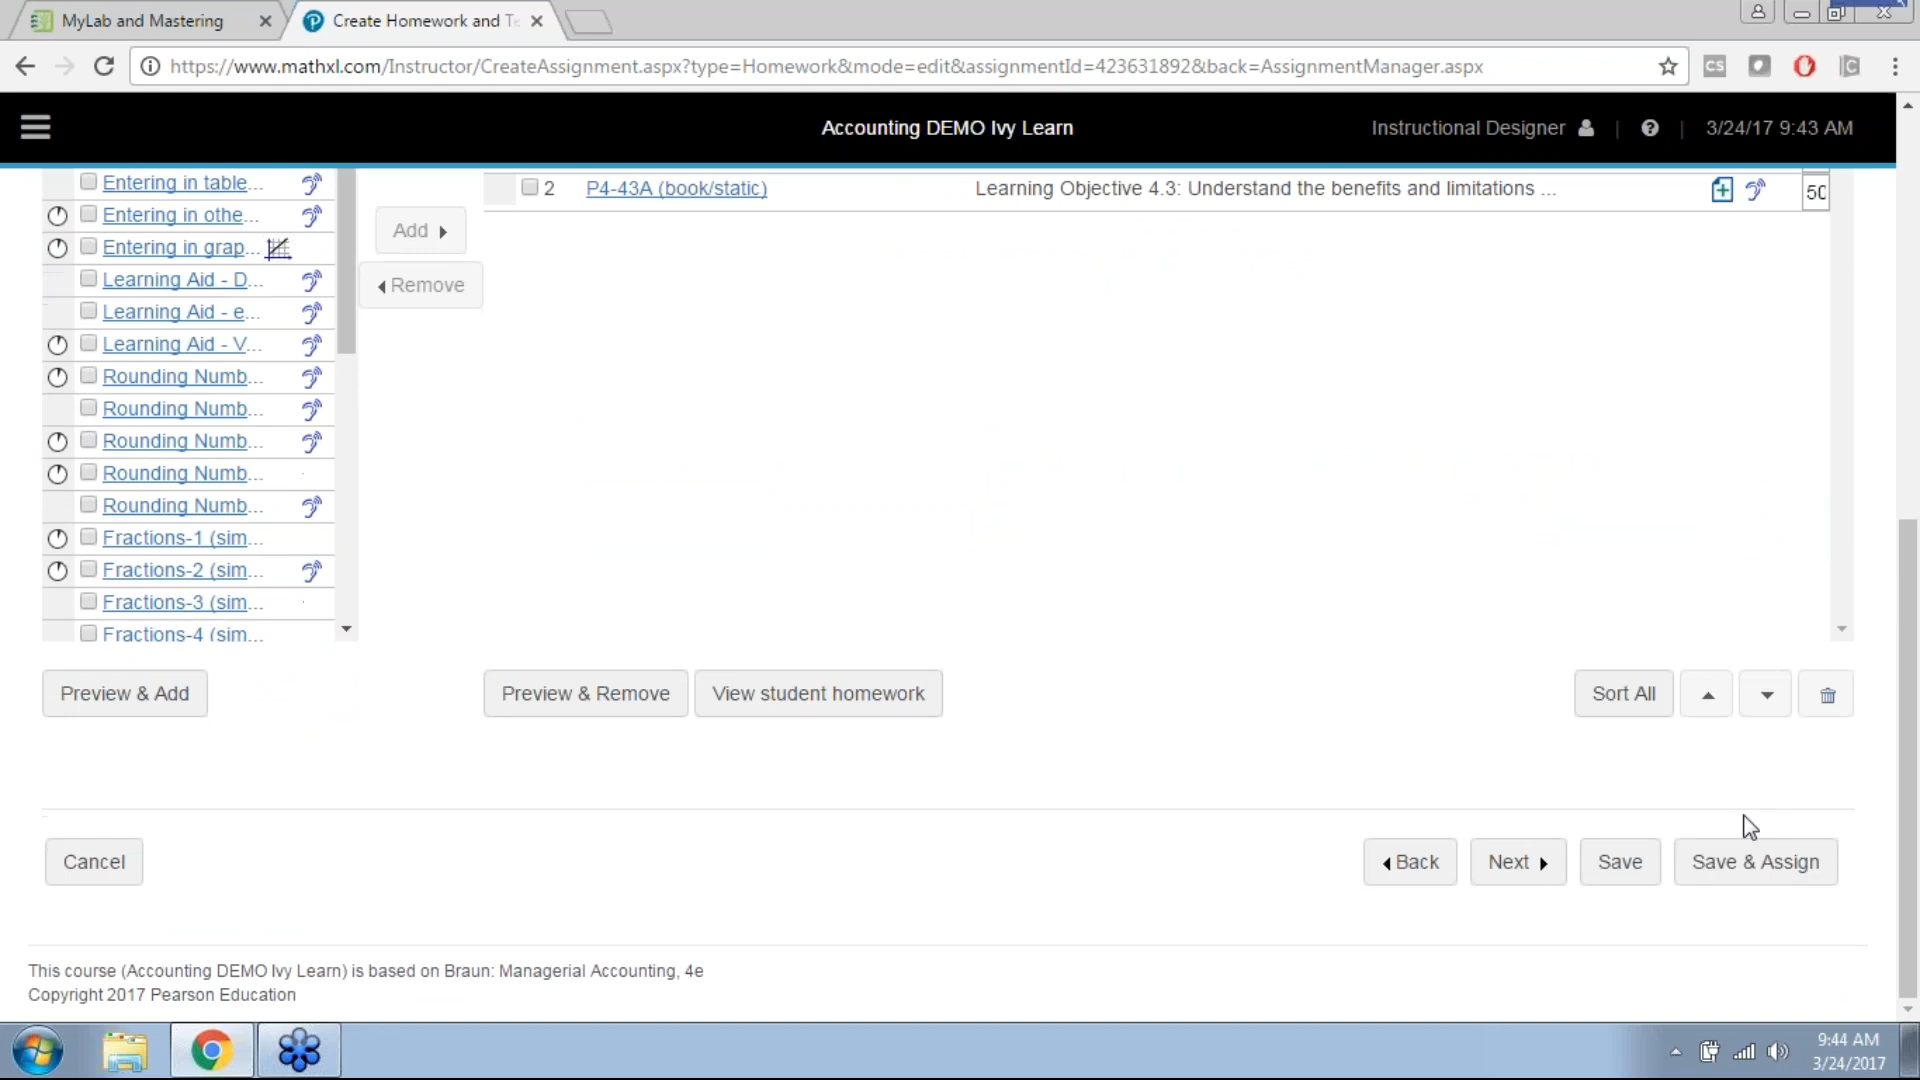 MyLab and Mastering
Create Homework and Te
https://www.mathxl.com/Instructor/CreateAssignment.aspx?type=Homework&mode=edit&assignmentId=423631892&back=AssignmentManager.aspx
CS
C
Accounting DEMO Ivy Learn
Instructional Designer | ? | 3/24/17 9:43 AM
Entering in table...
Entering in othe...
Entering in grap...
Learning Aid - D...
Learning Aid - e...
Learning Aid - V...
Rounding Numb...
Rounding Numb...
Rounding Numb...
Rounding Numb...
Rounding Numb...
Fractions-1 (sim...
Fractions-2 (sim...
Fractions-3 (sim...
Fractions-4 (sim...
Add
Remove
2 P4-43A (book/static) Learning Objective 4.3: Understand the benefits and limitations ... 50
Preview & Add
Preview & Remove
View student homework
Sort All
Cancel
Back
Next
Save
Save & Assign
This course (Accounting DEMO Ivy Learn) is based on Braun: Managerial Accounting, 4e
Copyright 2017 Pearson Education
9:44 AM
3/24/2017